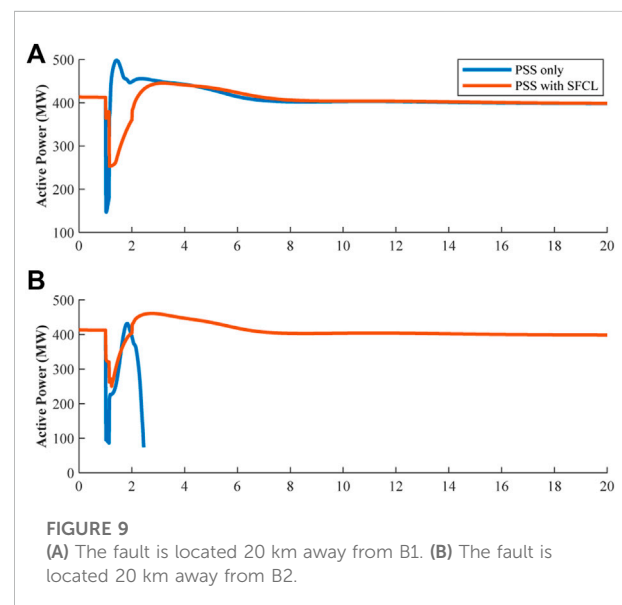 A
500
400
300
200
100
Active Power (MW)
PSS only
PSS with SFCL
0 2 4 6 8 10 12 14 16 18 20
B
500
400
300
200
100
0
Active Power (MW)
0 2 4 6 8 10 12 14 16 18 20
FIGURE 9
(A) The fault is located 20 km away from B1. (B) The fault is
located 20 km away from B2.